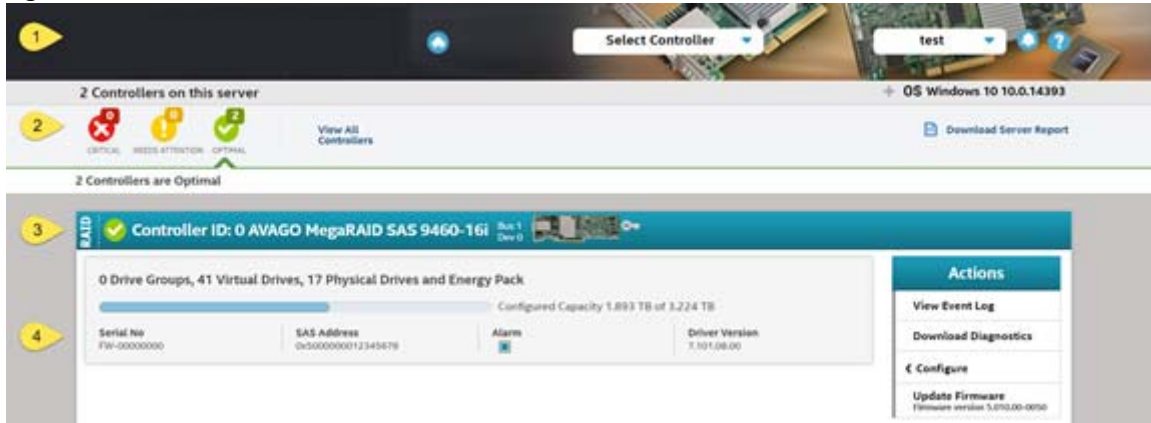 1
Select Controller
test
?
2 Controllers on this server
+ OS Windows 10 10.0.14393
2
0
0
2
CRITICAL
NEEDS ATTENTION
OPTIMAL
View All
Controllers
Download Server Report
2 Controllers are Optimal
3
RAID
Controller ID: 0 AVAGO MegaRAID SAS 9460-16i
Bus 1
Dev 0
0 Drive Groups, 41 Virtual Drives, 17 Physical Drives and Energy Pack
Configured Capacity 1.893 TB of 3.224 TB
4
Serial No
FW-00000000
SAS Address
0x5000000012345678
Alarm
Driver Version
7.101.08.00
Actions
View Event Log
Download Diagnostics
Configure
Update Firmware
Firmware version 5.010.00-0050